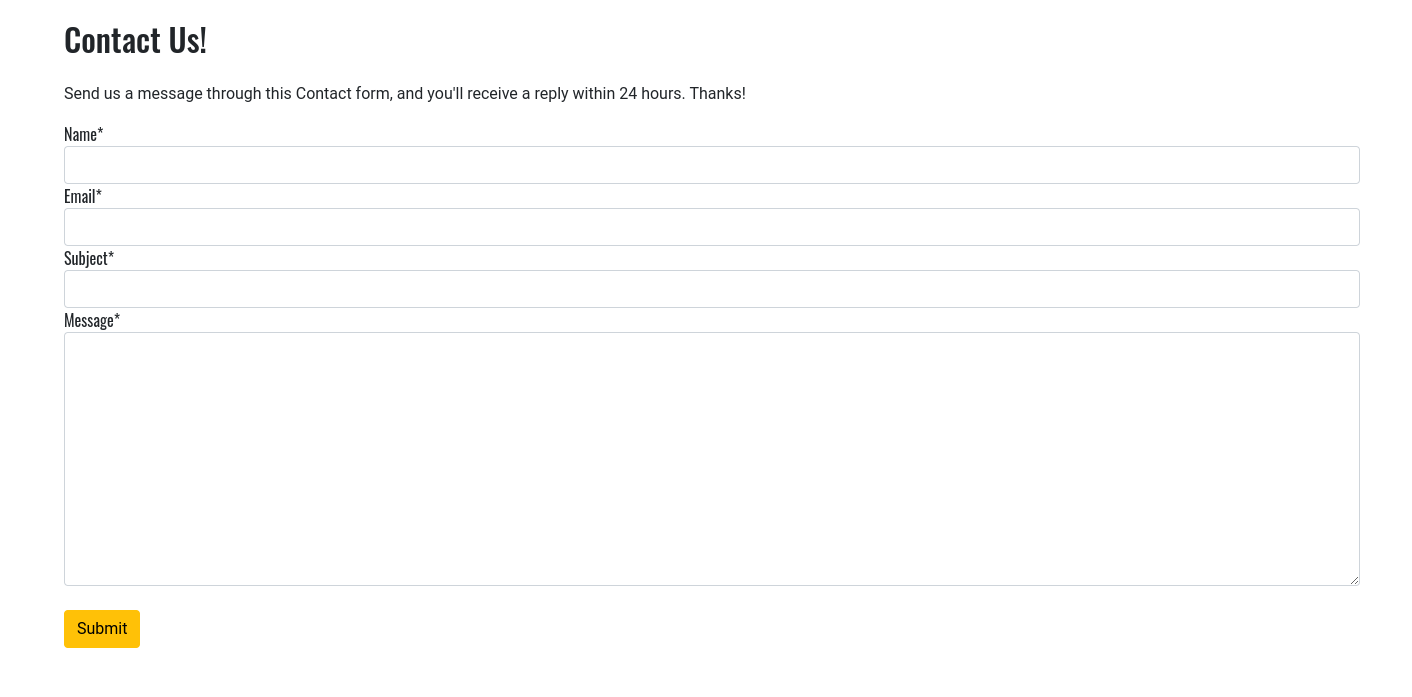 Contact Us!
Send us a message through this Contact form, and you'll receive a reply within 24 hours. Thanks!
Name*
Email*
Subject*
Message*
Submit